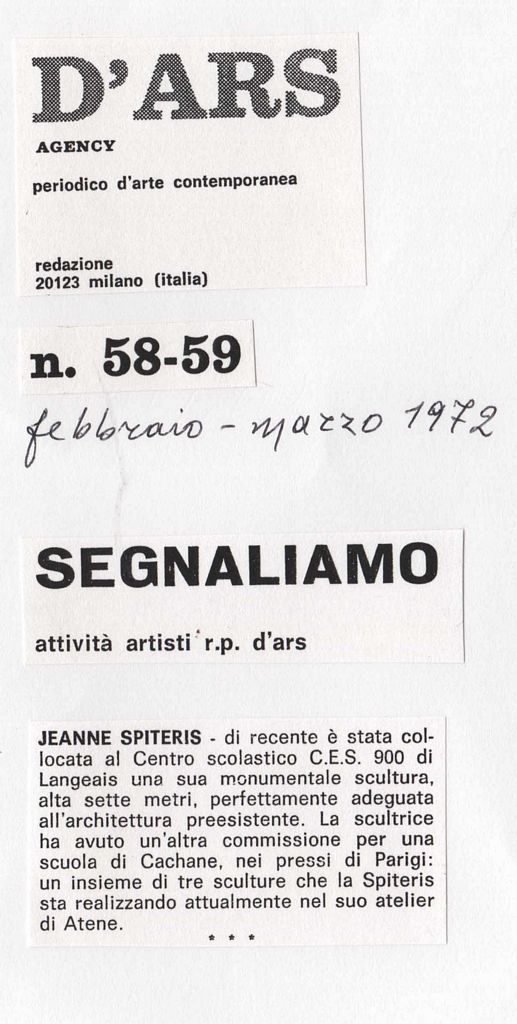 D'ARS
AGENCY
periodico d'arte contemporanea
redazione
20123 milano (italia)
n. 58-59
febbraio - marzo 1972
SEGNALIAMO
attività artisti r.p. d'ars
JEANNE SPITERIS - di recente è stata col-
locata al Centro scolastico C.E.S. 900 di
Langeais una sua monumentale scultura,
alta sette metri, perfettamente adeguata
all'architettura preesistente. La scultrice
ha avuto un'altra commissione per una
scuola di Cachane, nei pressi di Parigi:
un insieme di tre sculture che la Spiteris
sta realizzando attualmente nel suo atelier
di Atene.
* * *